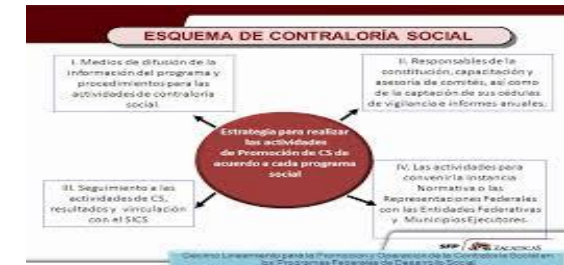 ESQUEMA DE CONTRALORÍA SOCIAL
I. Medios de difusión de la
información del programa y
procedimientos para las
actividades de contraloría
social.
II. Responsables de la
constitución, capacitación y
asesoría de comités, así como
de la captación de sus cédulas
de vigilancia e informes anuales.
Estrategia para realizar
las actividades
de Promoción de CS de
acuerdo a cada programa
social
III. Seguimiento a las
actividades de CS,
resultados y vinculación
con el SICS
IV. Las actividades para
convenir la Instancia
Normativa o las
Representaciones Federales
con las Entidades Federativas
y Municipios Ejecutores.
SFP ZACATECAS
Décimo Lineamiento para la Promoción y Operación de la Contraloría Social en
los Programas Federales de Desarrollo Social